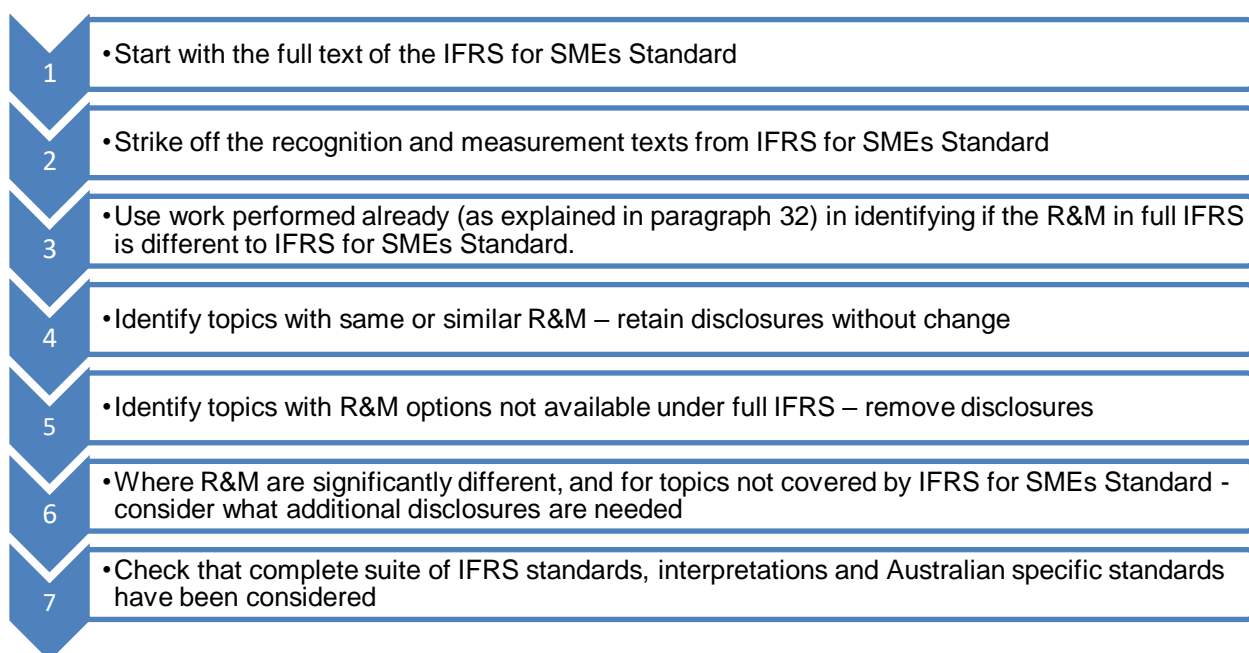 1
•Start with the full text of the IFRS for SMEs Standard
2
•Strike off the recognition and measurement texts from IFRS for SMEs Standard
3
•Use work performed already (as explained in paragraph 32) in identifying if the R&M in full IFRS
is different to IFRS for SMEs Standard.
4
•Identify topics with same or similar R&M – retain disclosures without change
5
•Identify topics with R&M options not available under full IFRS – remove disclosures
6
•Where R&M are significantly different, and for topics not covered by IFRS for SMEs Standard -
consider what additional disclosures are needed
7
•Check that complete suite of IFRS standards, interpretations and Australian specific standards
have been considered